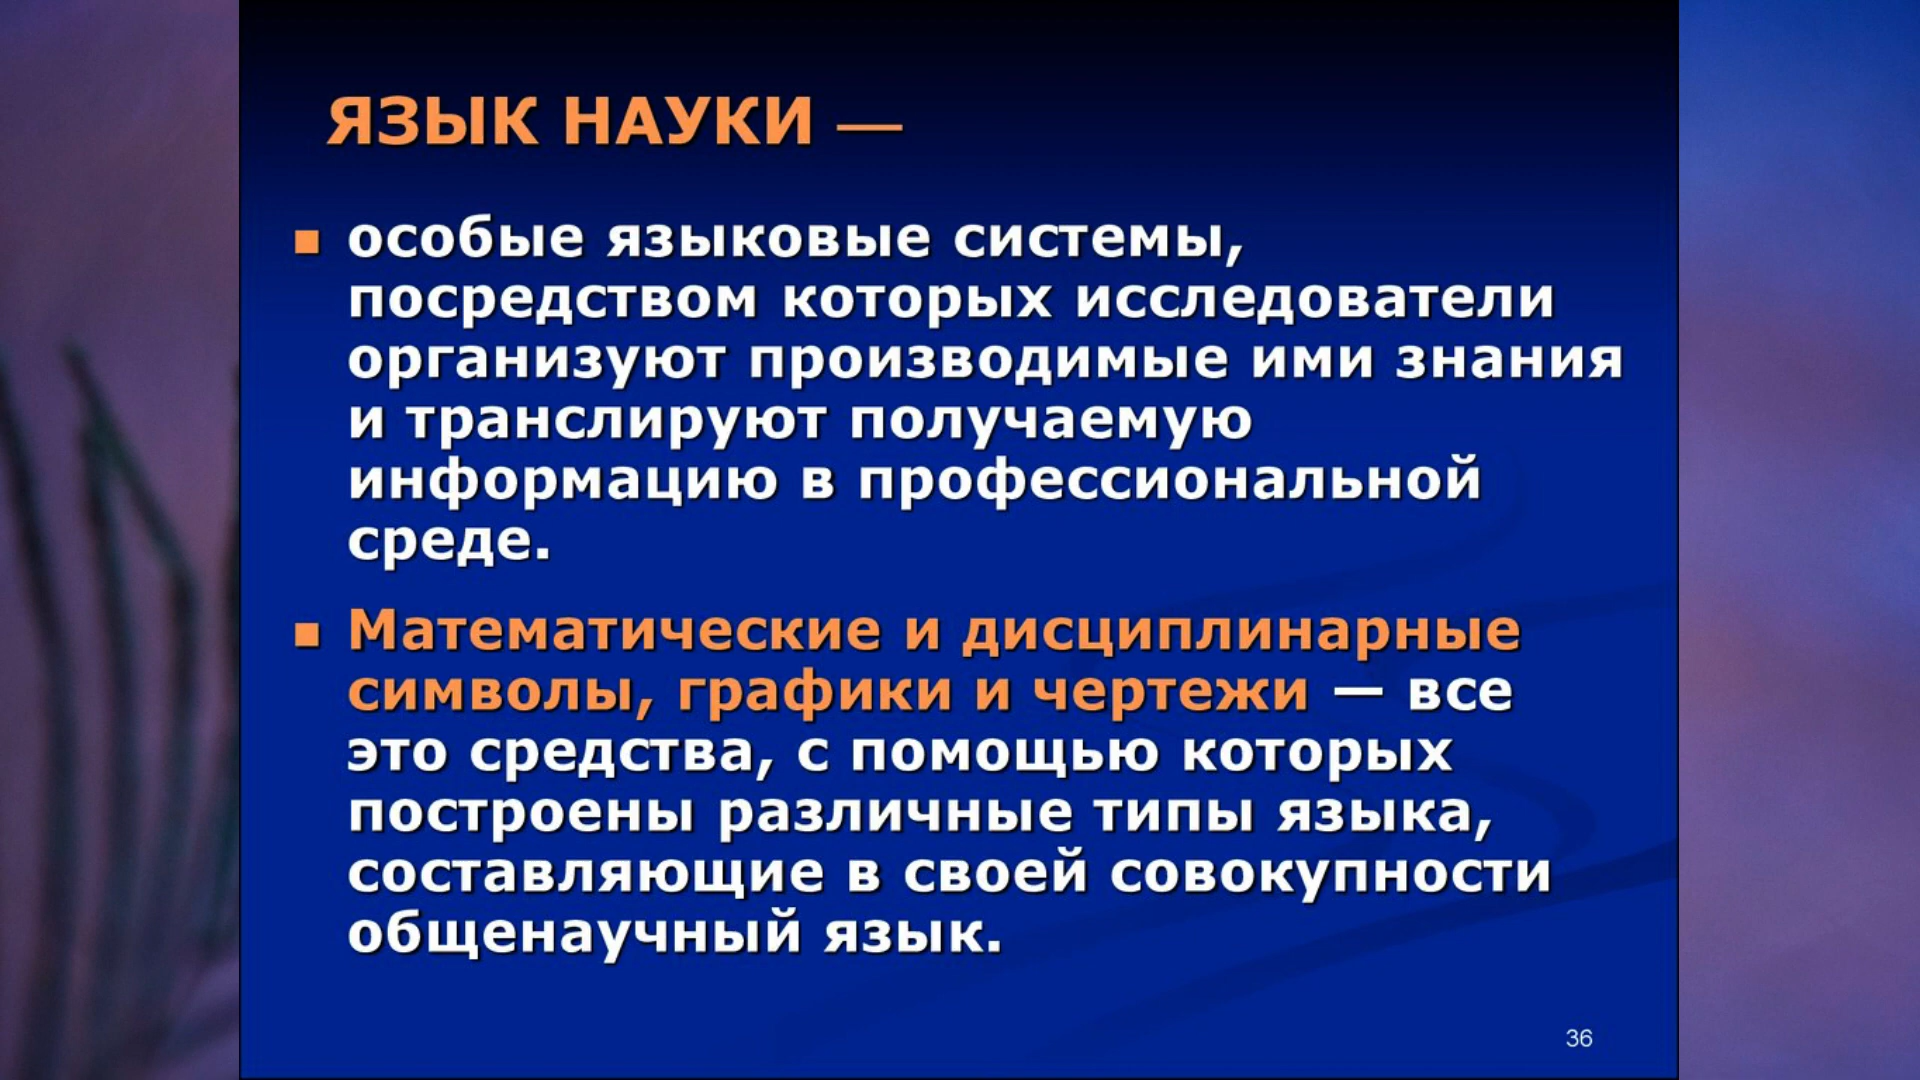 ЯЗЫК НАУКИ —
▪ особые языковые системы,
посредством которых исследователи
организуют производимые ими знания
и транслируют получаемую
информацию в профессиональной
среде.
▪ Математические и дисциплинарные
символы, графики и чертежи — все
это средства, с помощью которых
построены различные типы языка,
составляющие в своей совокупности
общенаучный язык.
36